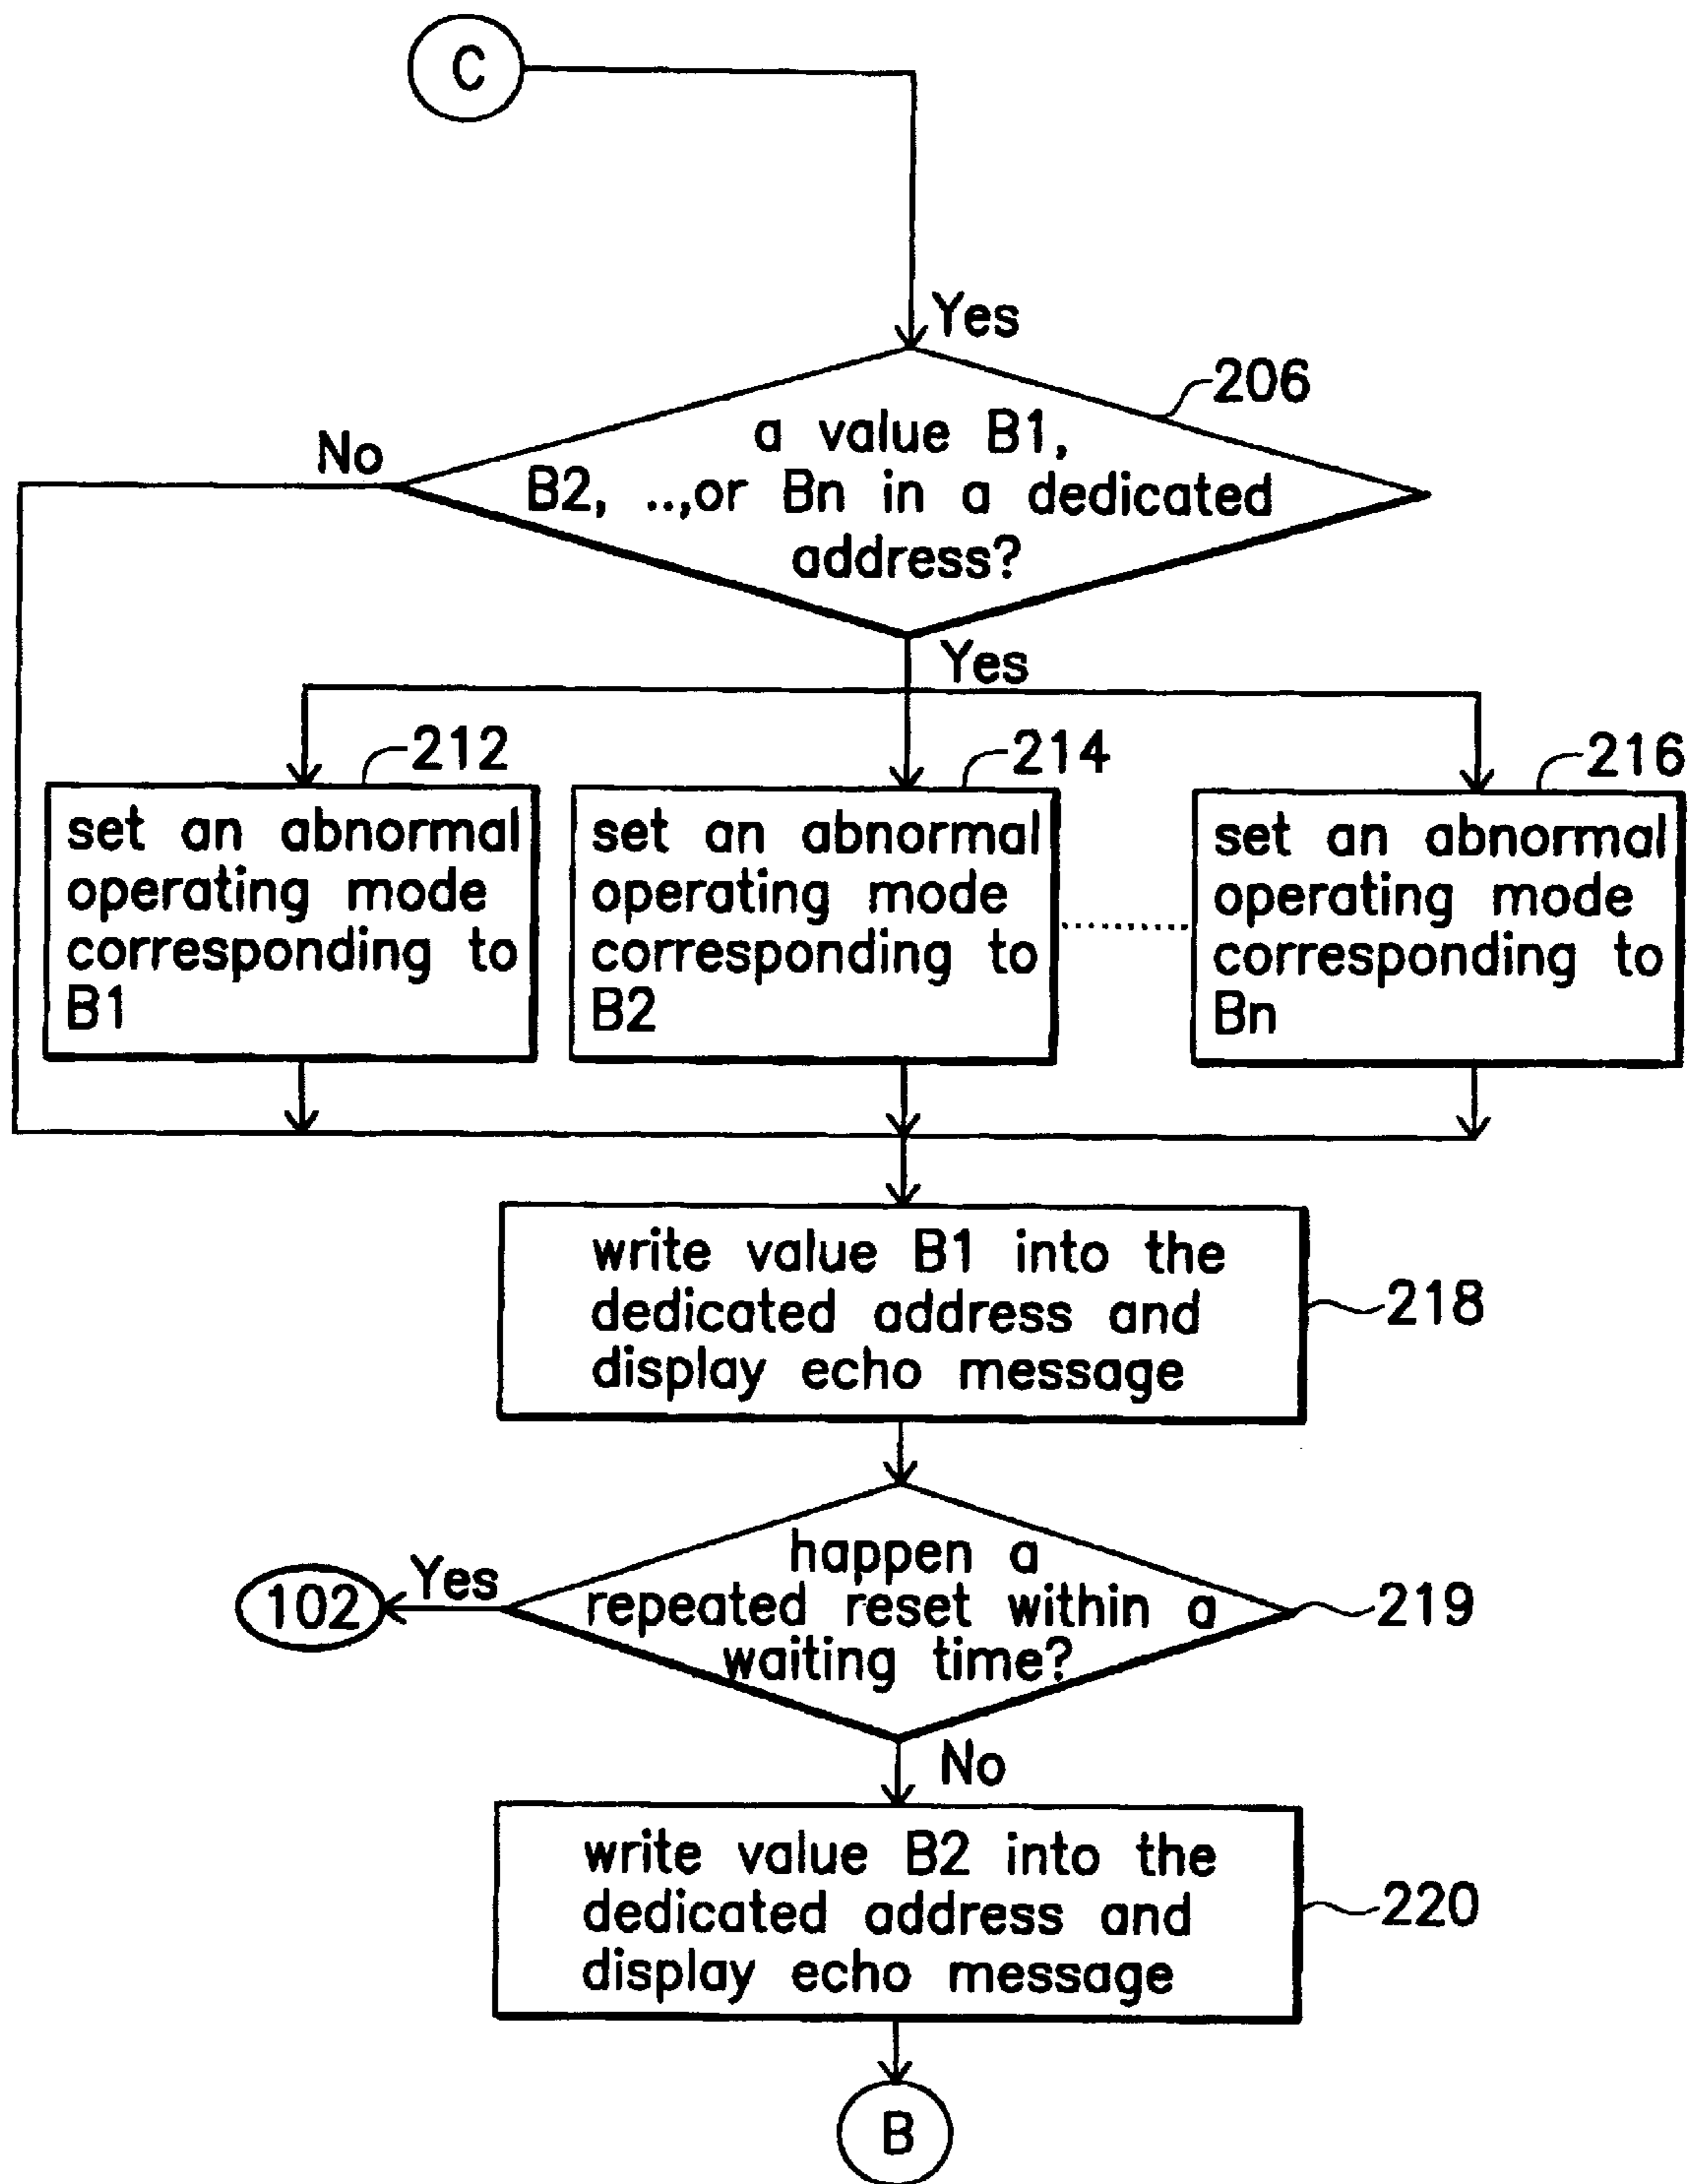 C
Yes
206
a value B1,
B2, ..,or Bn in a dedicated
address?
No
Yes
212
set an abnormal
operating mode
corresponding to
B1
214
set an abnormal
operating mode
corresponding to
B2
216
set an abnormal
operating mode
corresponding to
Bn
write value B1 into the
dedicated address and
display echo message
218
happen a
repeated reset within a
waiting time?
219
Yes
102
No
write value B2 into the
dedicated address and
display echo message
220
B